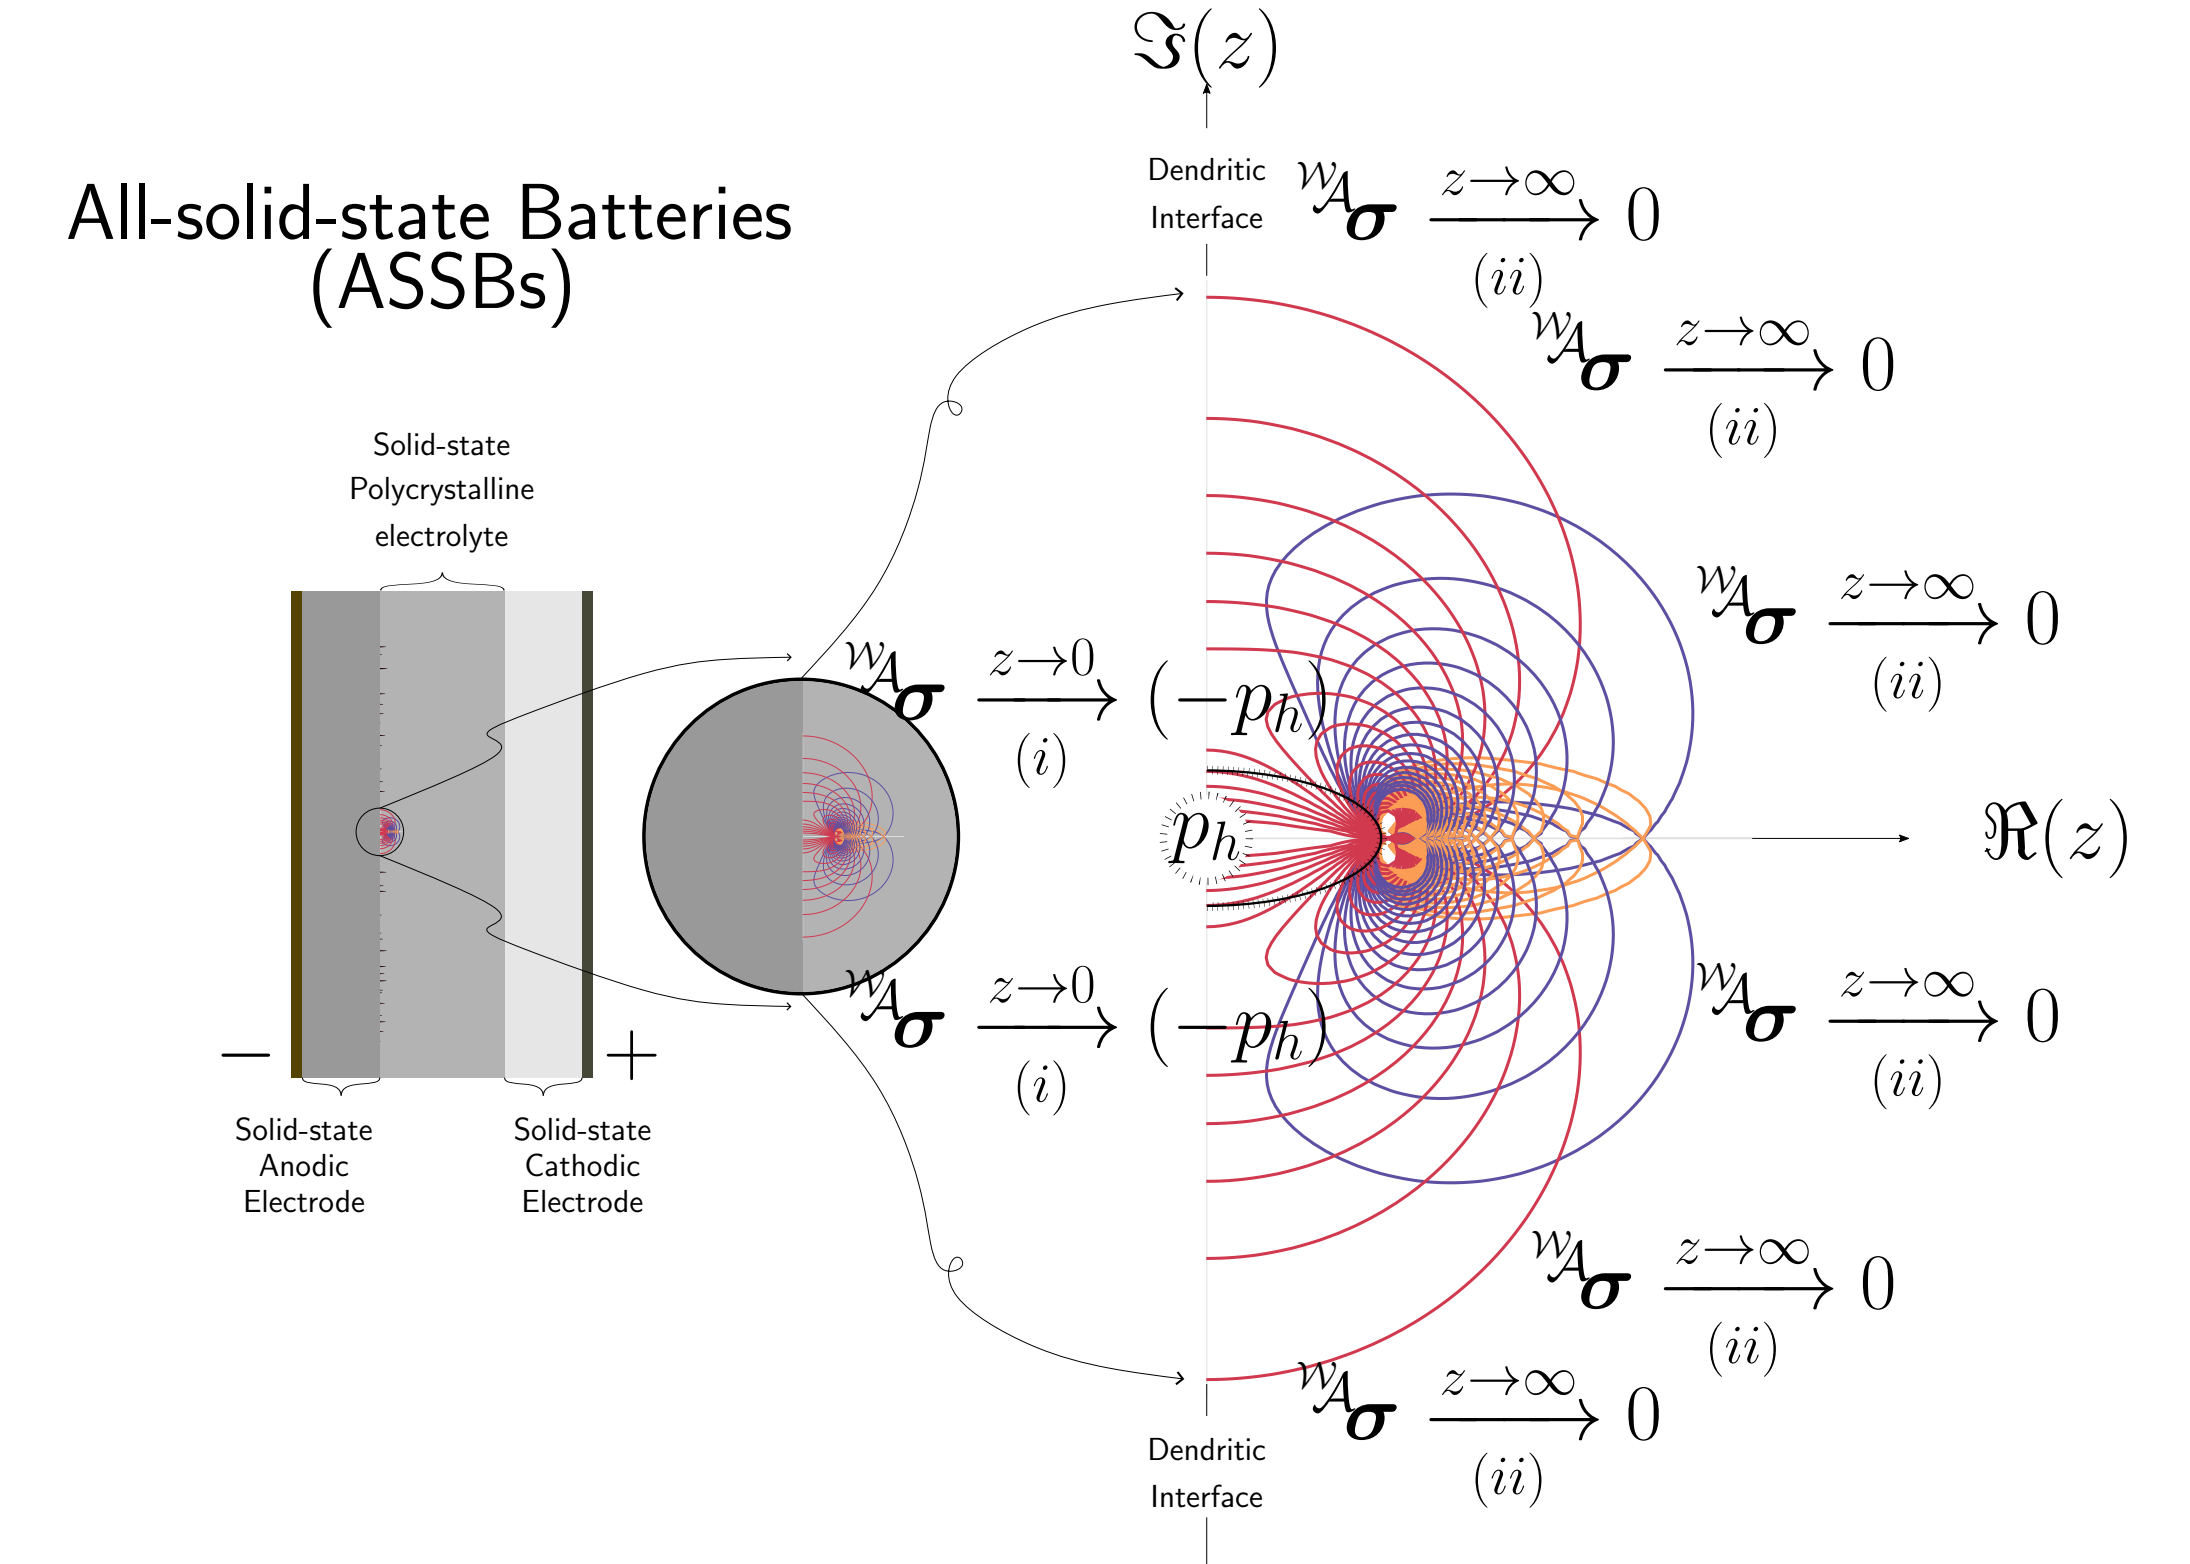 ℑ(z)
All-solid-state Batteries
(ASSBs)
Dendritic
Interface
𝒲𝒜𝛔 z→∞ 0
(ii)
𝒲𝒜𝛔 z→∞ 0
(ii)
Solid-state
Polycrystalline
electrolyte
𝒲𝒜𝛔 z→∞ 0
(ii)
𝒲𝒜𝛔 z→0 (−p_h)
(i)
p_h
ℜ(z)
𝒲𝒜𝛔 z→0 (−p_h)
(i)
𝒲𝒜𝛔 z→∞ 0
(ii)
− +
Solid-state
Anodic
Electrode
Solid-state
Cathodic
Electrode
𝒲𝒜𝛔 z→∞ 0
(ii)
𝒲𝒜𝛔 z→∞ 0
(ii)
Dendritic
Interface